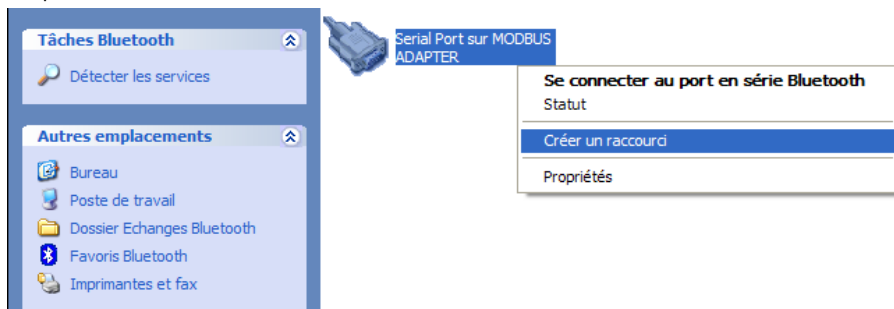 Tâches Bluetooth
Détecter les services
Autres emplacements
Bureau
Poste de travail
Dossier Echanges Bluetooth
Favoris Bluetooth
Imprimantes et fax
Serial Port sur MODBUS
ADAPTER
Se connecter au port en série Bluetooth
Statut
Créer un raccourci
Propriétés